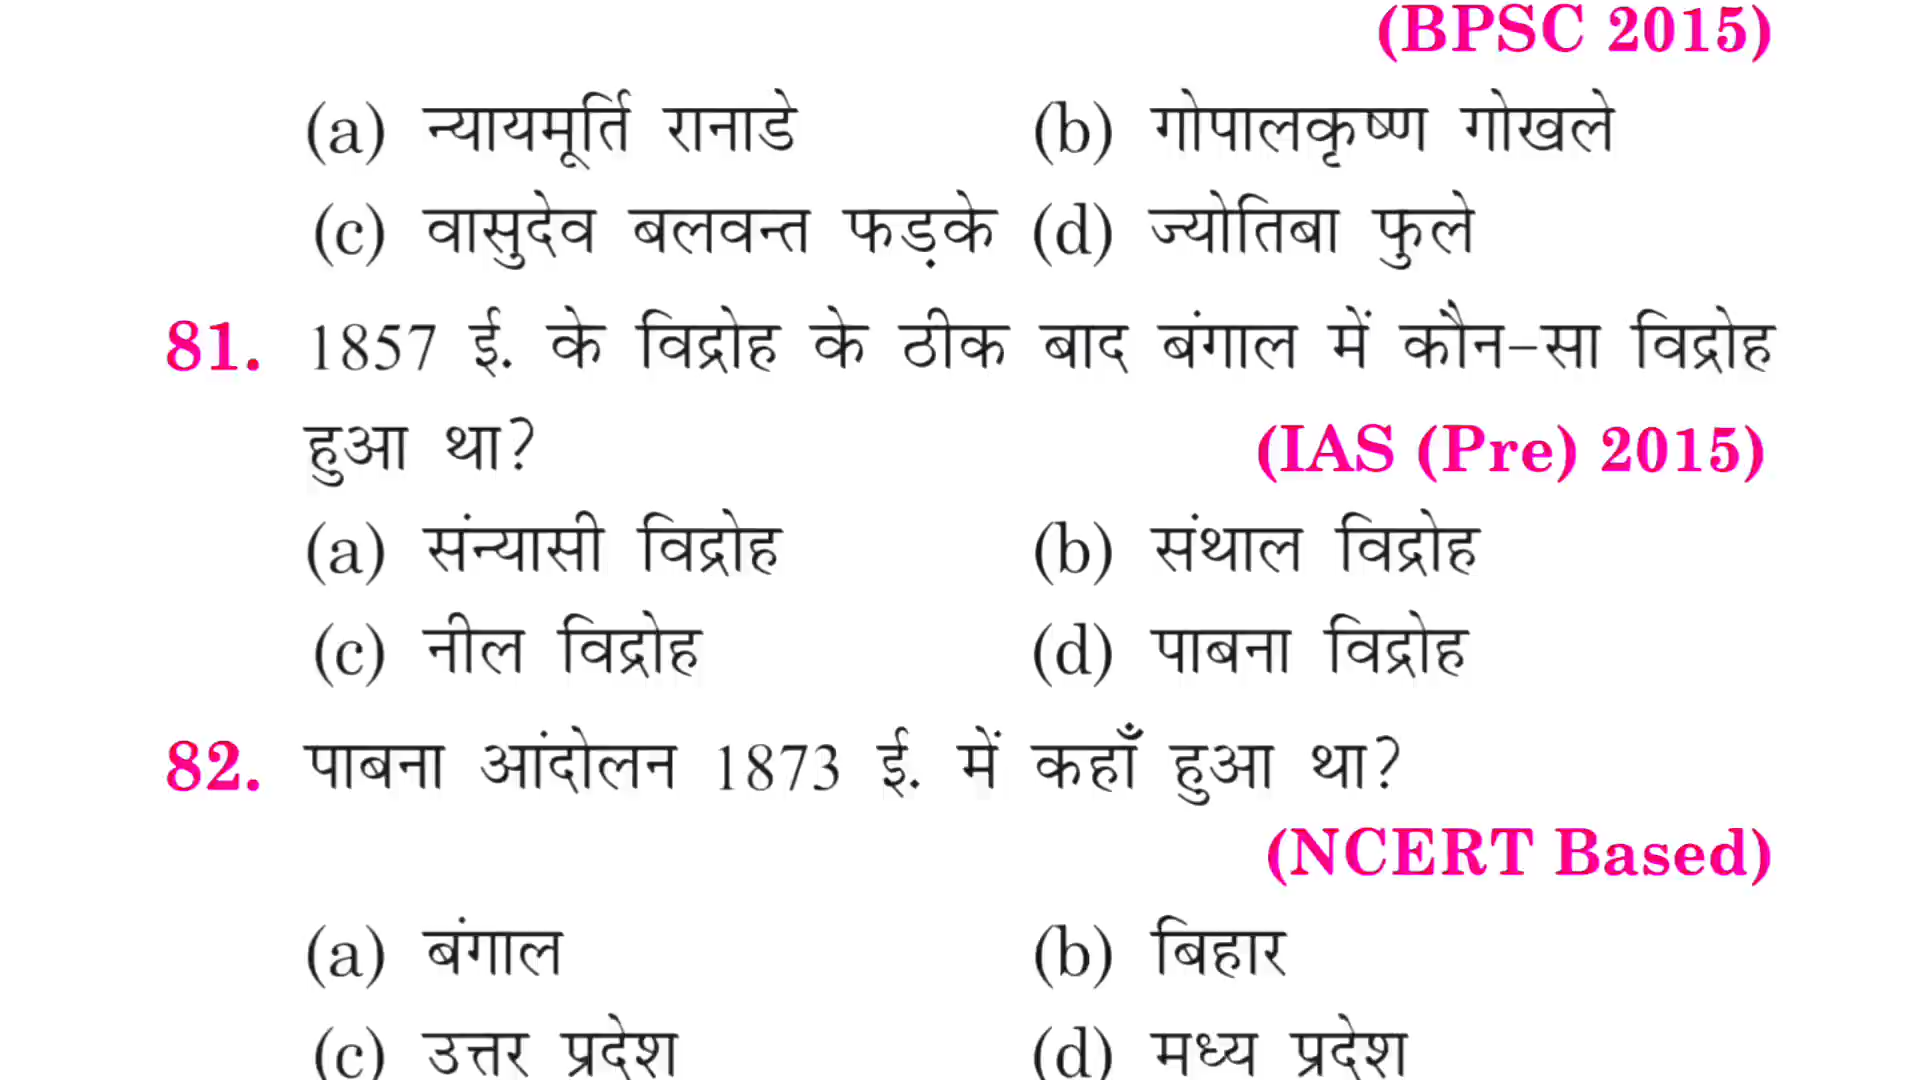 (BPSC 2015)
(a) न्यायमूर्ति रानाडे (b) गोपालकृष्ण गोखले
(c) वासुदेव बलवन्त फड़के (d) ज्योतिबा फुले
81. 1857 ई. के विद्रोह के ठीक बाद बंगाल में कौन-सा विद्रोह
हुआ था? (IAS (Pre) 2015)
(a) संन्यासी विद्रोह (b) संथाल विद्रोह
(c) नील विद्रोह (d) पाबना विद्रोह
82. पाबना आंदोलन 1873 ई. में कहाँ हुआ था?
(NCERT Based)
(a) बंगाल (b) बिहार
(c) उत्तर प्रदेश (d) मध्य प्रदेश